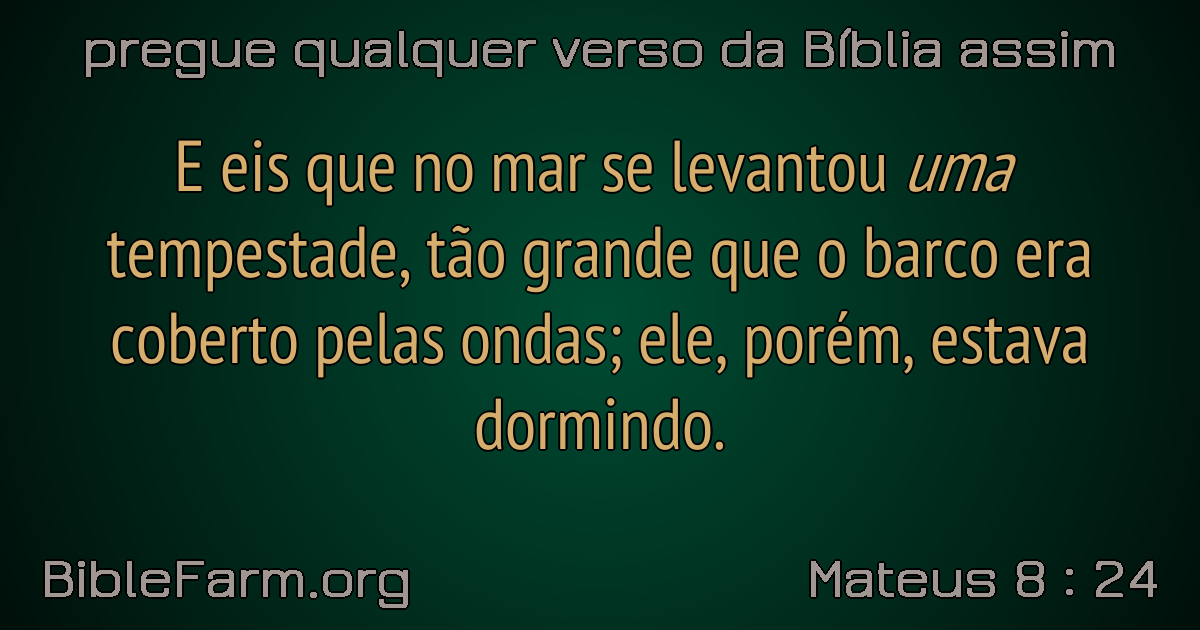 pregue qualquer verso da Bíblia assim
E eis que no mar se levantou uma
tempestade, tão grande que o barco era
coberto pelas ondas; ele, porém, estava
dormindo.
BibleFarm.org
Mateus 8 : 24